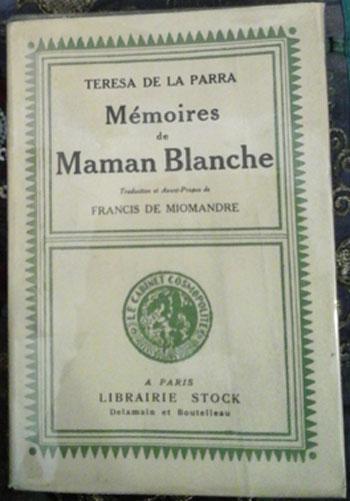 TERESA DE LA PARRA
Mémoires
de
Maman Blanche
Traduction et Avant-Propos de
FRANCIS DE MIOMANDRE
LE CABINET COSMOPOLITE
A PARIS
LIBRAIRIE STOCK
Delamain et Boutelleau